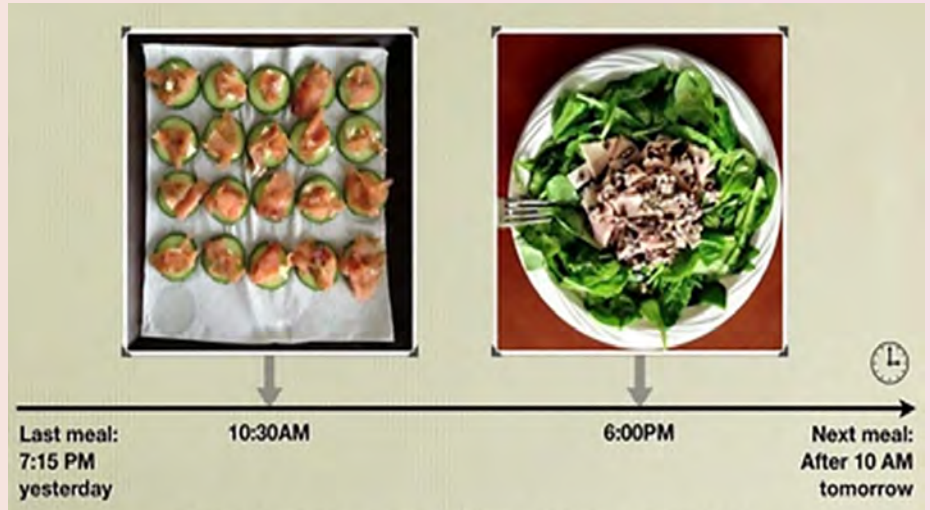 Last meal:
7:15 PM
yesterday
10:30AM
6:00PM
Next meal:
After 10 AM
tomorrow